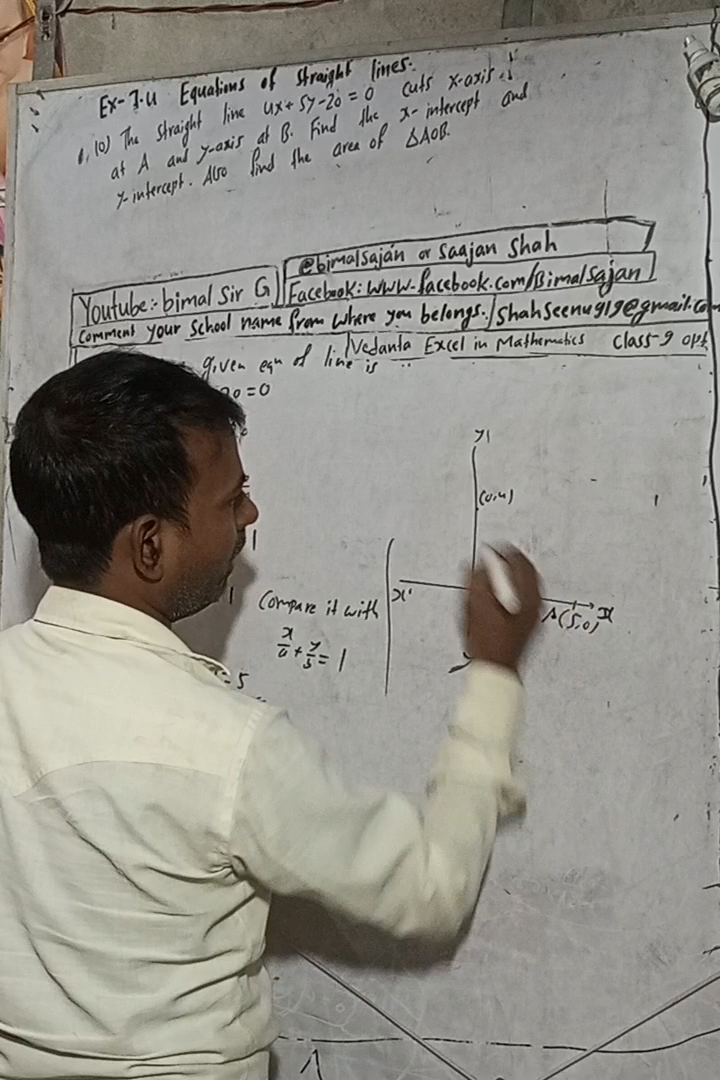 Ex-7.4 Equations of straight lines.
10) The straight line 4x+5y-20=0 cuts x-axis
at A and y-axis at B. Find the x-intercept and
y-intercept. Also find the area of ΔAOB.
@bimalsajan or Saajan Shah
Youtube:- bimal Sir G
Facebook: www.facebook.com/Bimalsajan
Comment your school name from where you belongs.
Shahseenu919@gmail.co
Vedanta Excel in Mathematics class-9 opt.
given eqn of line is
20=0
y
(0,4)
x'
A(5,0) x
Compare it with
x/a + y/b = 1
= 5